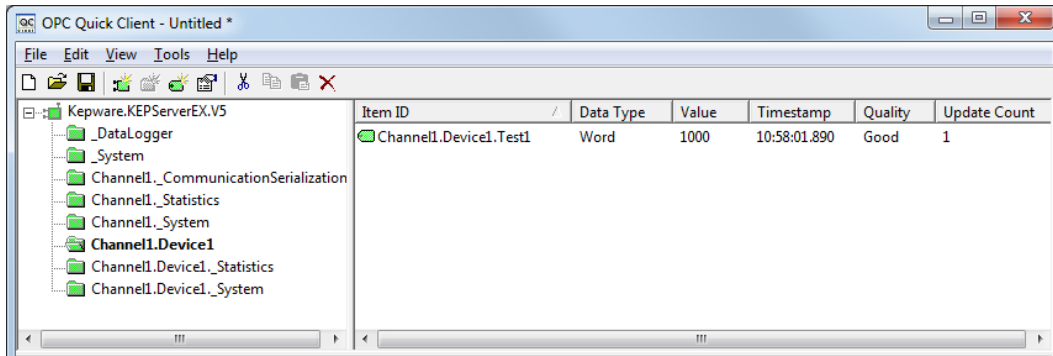 OPC Quick Client - Untitled *
File Edit View Tools Help
Kepware.KEPServerEX.V5
_DataLogger
_System
Channel1._CommunicationSerialization
Channel1._Statistics
Channel1._System
Channel1.Device1
Channel1.Device1._Statistics
Channel1.Device1._System
Item ID Data Type Value Timestamp Quality Update Count
Channel1.Device1.Test1 Word 1000 10:58:01.890 Good 1